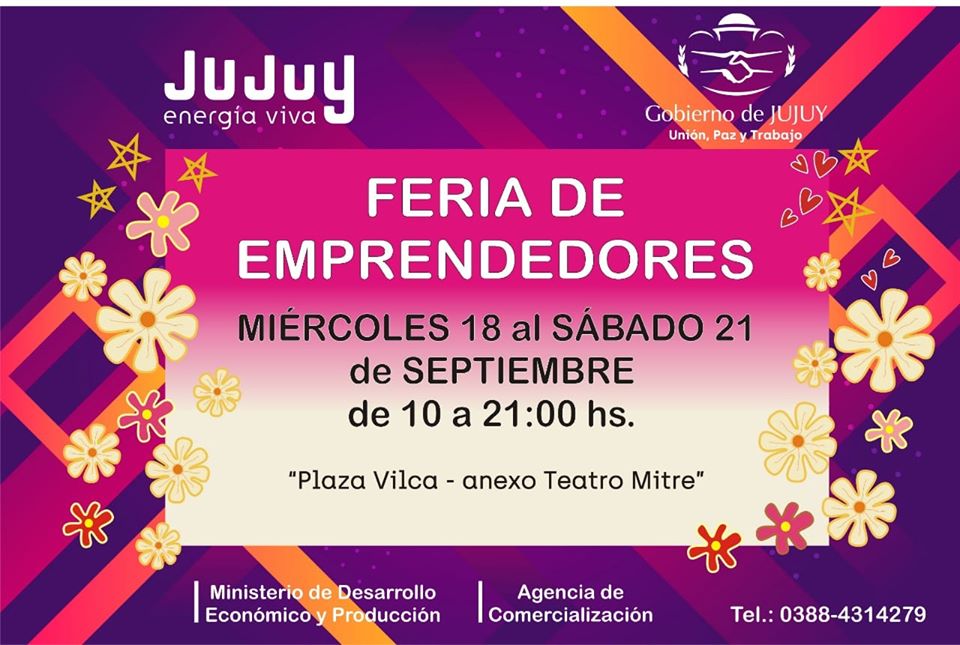 JuJuy
energía viva
Gobierno de JUJUY
Unión, Paz y Trabajo
FERIA DE
EMPRENDEDORES
MIÉRCOLES 18 al SÁBADO 21
de SEPTIEMBRE
de 10 a 21:00 hs.
“Plaza Vilca - anexo Teatro Mitre”
Ministerio de Desarrollo
Económico y Producción
Agencia de
Comercialización
Tel.: 0388-4314279